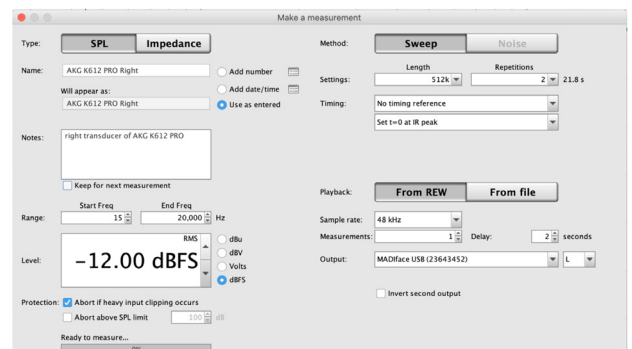 Make a measurement
Type: SPL Impedance
Name: AKG K612 PRO Right Add number
Will appear as: Add date/time
AKG K612 PRO Right Use as entered
Notes: right transducer of AKG K612 PRO
Keep for next measurement
Start Freq End Freq
Range: 15 20,000 Hz
RMS
Level: −12.00 dBFS
dBu
dBV
Volts
dBFS
Protection: Abort if heavy input clipping occurs
Abort above SPL limit 100 dB
Ready to measure...
0%
Method: Sweep Noise
Length Repetitions
Settings: 512k 2 21.8 s
Timing: No timing reference
Set t=0 at IR peak
Playback: From REW From file
Sample rate: 48 kHz
Measurements: 1 Delay: 2 seconds
Output: MADIface USB (23643452) L
Invert second output